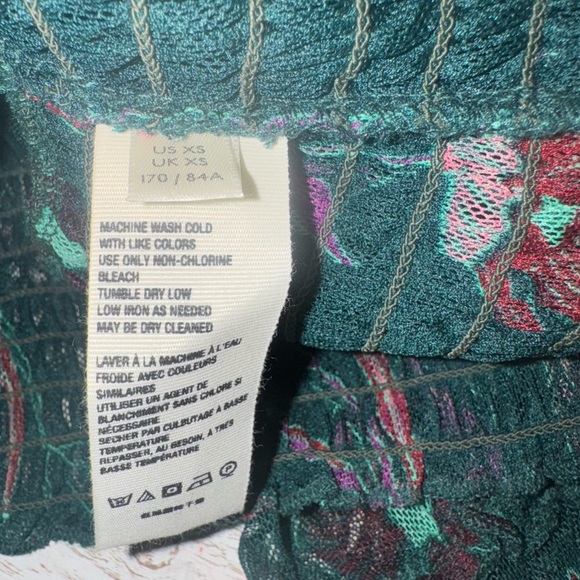 US XS
UK XS
170 / 84A
MACHINE WASH COLD
WITH LIKE COLORS
USE ONLY NON-CHLORINE
BLEACH
TUMBLE DRY LOW
LOW IRON AS NEEDED
MAY BE DRY CLEANED
LAVER À LA MACHINE À L'EAU
FROIDE AVEC COULEURS
SIMILAIRES
UTILISER UN AGENT DE
BLANCHIMENT SANS CHLORE SI
NÉCESSAIRE
SECHER PAR CULBUTAGE À BASSE
TEMPERATURE
REPASSER, AU BESOIN, À TRÈS
BASSE TEMPÉRATURE